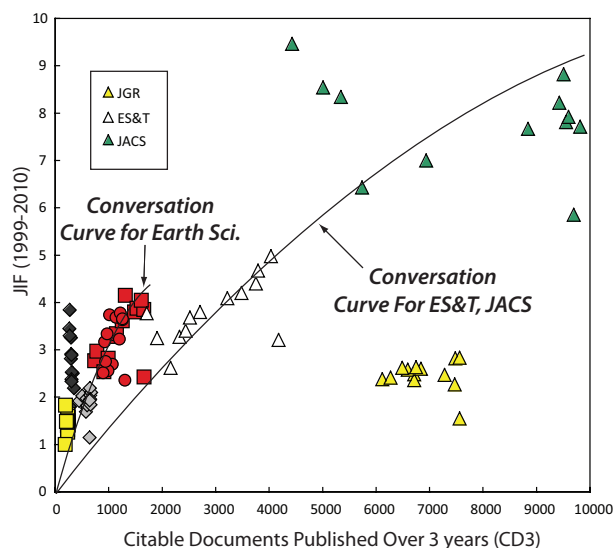 10
9
8
7
6
5
4
3
2
1
0
JIF (1999-2010)
JGR
ES&T
JACS
Conversation
Curve for Earth Sci.
Conversation
Curve For ES&T, JACS
0 1000 2000 3000 4000 5000 6000 7000 8000 9000 10000
Citable Documents Published Over 3 years (CD3)